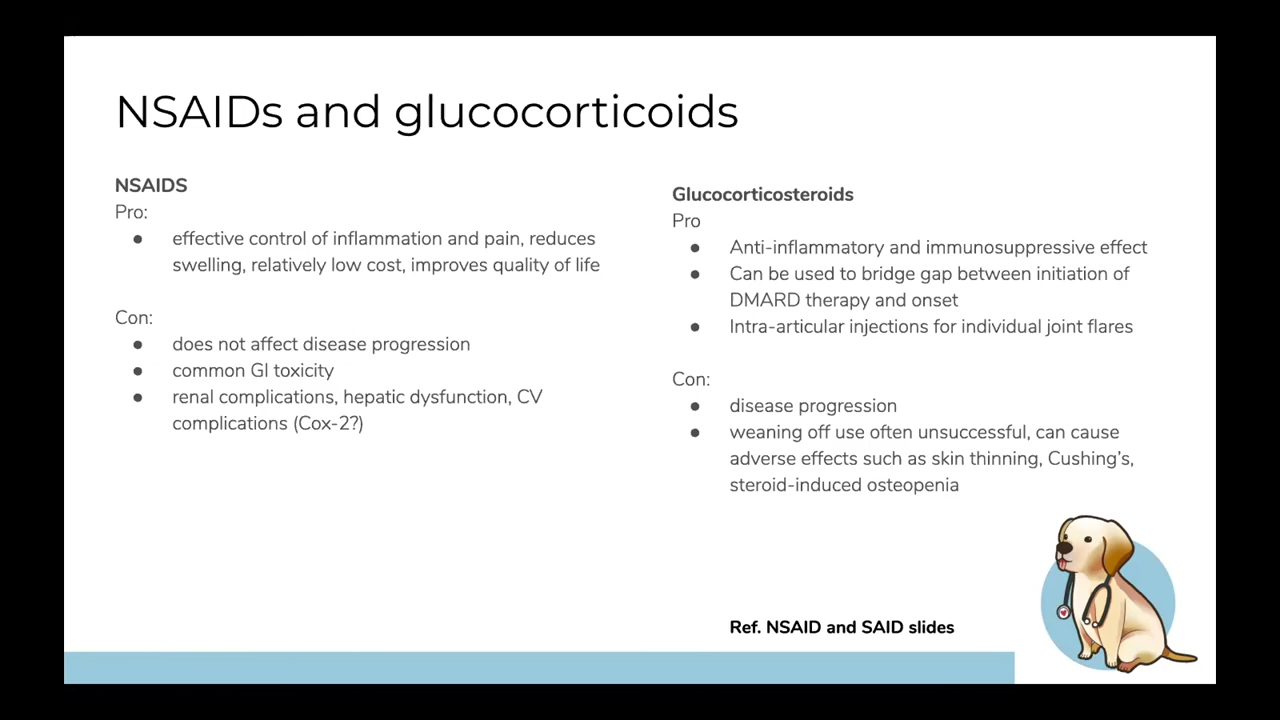 NSAIDs and glucocorticoids
NSAIDS
Pro:
● effective control of inflammation and pain, reduces
swelling, relatively low cost, improves quality of life
Con:
● does not affect disease progression
● common GI toxicity
● renal complications, hepatic dysfunction, CV
complications (Cox-2?)
Glucocorticosteroids
Pro
● Anti-inflammatory and immunosuppressive effect
● Can be used to bridge gap between initiation of
DMARD therapy and onset
● Intra-articular injections for individual joint flares
Con:
● disease progression
● weaning off use often unsuccessful, can cause
adverse effects such as skin thinning, Cushing’s,
steroid-induced osteopenia
Ref. NSAID and SAID slides